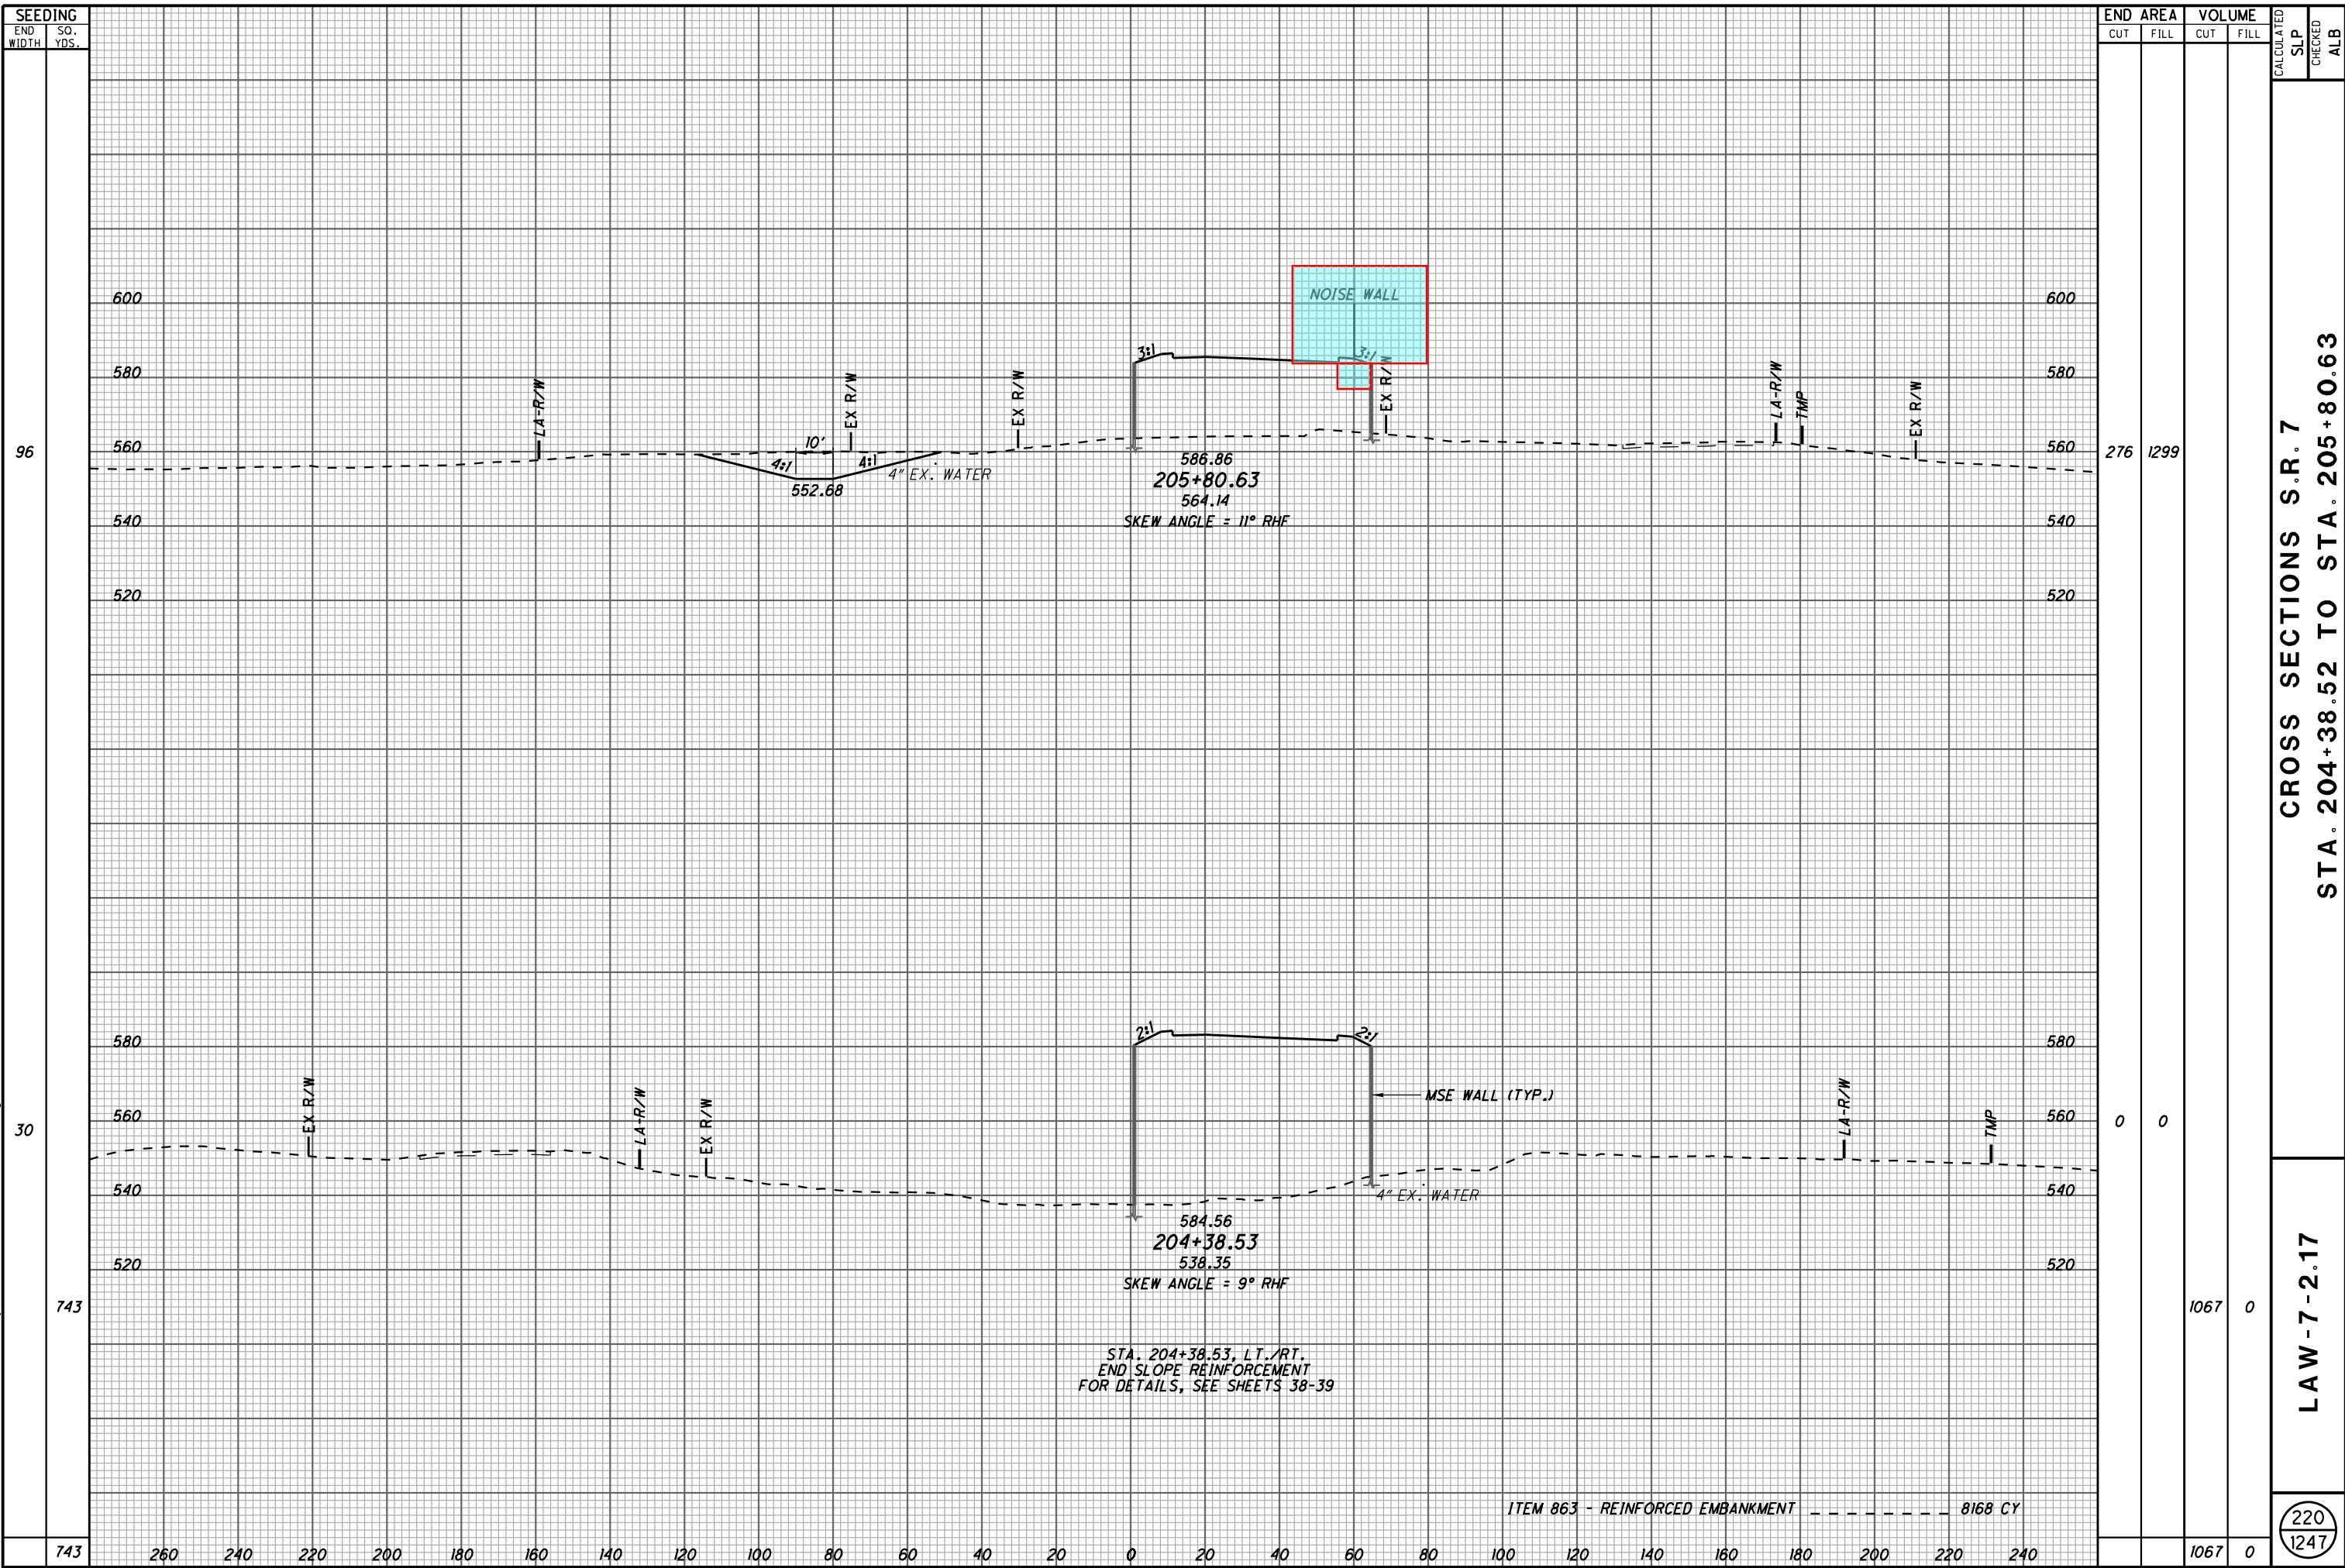 SEEDING
END WIDTH
SQ. YDS.
END AREA
VOLUME
CUT
FILL
CUT
FILL
CALCULATED
SLP
CHECKED
ALB
600
NOISE WALL
600
3:1
3:1
580
LA-R/W
EX R/W
EX R/W
EX R/W
LA-R/W
TMP
EX R/W
580
96
560
10'
4:1
4:1
4" EX. WATER
552.68
586.86
205+80.63
564.14
SKEW ANGLE = 11° RHF
560
276
1299
540
540
520
520
CROSS SECTIONS S.R. 7
STA. 204+38.52 TO STA. 205+80.63
580
2:1
2:1
580
EX R/W
LA-R/W
EX R/W
MSE WALL (TYP.)
LA-R/W
TMP
30
560
560
0
0
540
4" EX. WATER
540
584.56
204+38.53
538.35
SKEW ANGLE = 9° RHF
520
520
743
1067
0
STA. 204+38.53, LT./RT.
END SLOPE REINFORCEMENT
FOR DETAILS, SEE SHEETS 38-39
LAW-7-2.17
ITEM 863 - REINFORCED EMBANKMENT _ _ _ _ _ _ _ _ _ 8168 CY
220
1247
743
260 240 220 200 180 160 140 120 100 80 60 40 20 0 20 40 60 80 100 120 140 160 180 200 220 240
1067
0